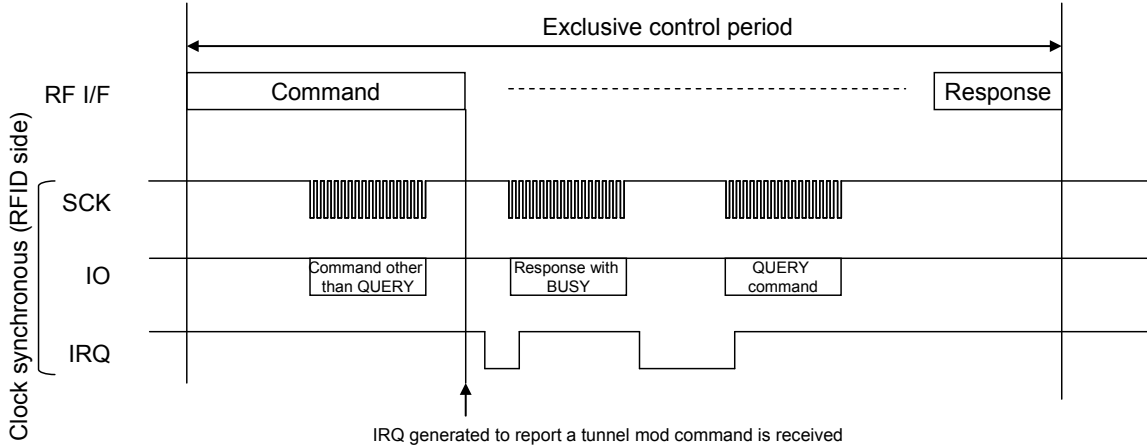 Exclusive control period
RF I/F
Command
Response
Clock synchronous (RFID side)
SCK
IO
Command other
than QUERY
Response with
BUSY
QUERY
command
IRQ
IRQ generated to report a tunnel mod command is received